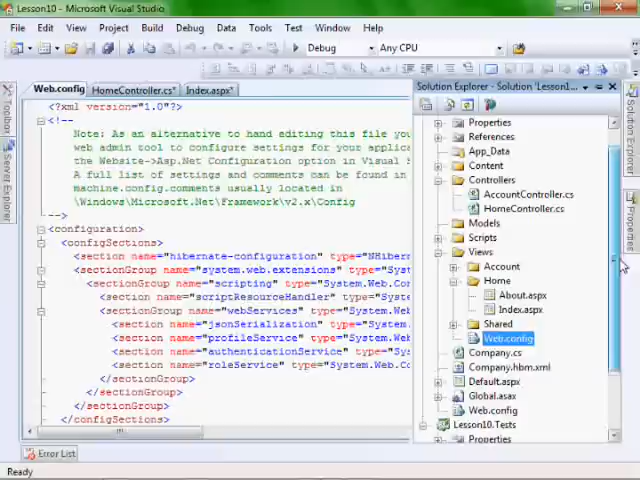 Lesson10 - Microsoft Visual Studio
File Edit View Project Build Debug Data Tools Test Window Help
Debug Any CPU
Web.config HomeController.cs* Index.aspx*
Solution Explorer - Solution 'Lesson1...
Toolbox
Server Explorer
Solution Explorer
Properties
<?xml version="1.0"?>
<!--
Note: As an alternative to hand editing this file you
web admin tool to configure settings for your applica
the Website->Asp.Net Configuration option in Visual S
A full list of settings and comments can be found in
machine.config.comments usually located in
\Windows\Microsoft.Net\Framework\v2.x\Config
-->
<configuration>
<configSections>
<section name="hibernate-configuration" type="NHiber
<sectionGroup name="system.web.extensions" type="Sys
<sectionGroup name="scripting" type="System.Web.Co
<section name="scriptResourceHandler" type="Syst
<sectionGroup name="webServices" type="System.We
<section name="jsonSerialization" type="System
<section name="profileService" type="System.We
<section name="authenticationService" type="Sy
<section name="roleService" type="System.Web.C
</sectionGroup>
</sectionGroup>
</sectionGroup>
</configSections>
Properties
References
App_Data
Content
Controllers
AccountController.cs
HomeController.cs
Models
Scripts
Views
Account
Home
About.aspx
Index.aspx
Shared
Web.config
Company.cs
Company.hbm.xml
Default.aspx
Global.asax
Web.config
Lesson10.Tests
Properties
Error List
Ready